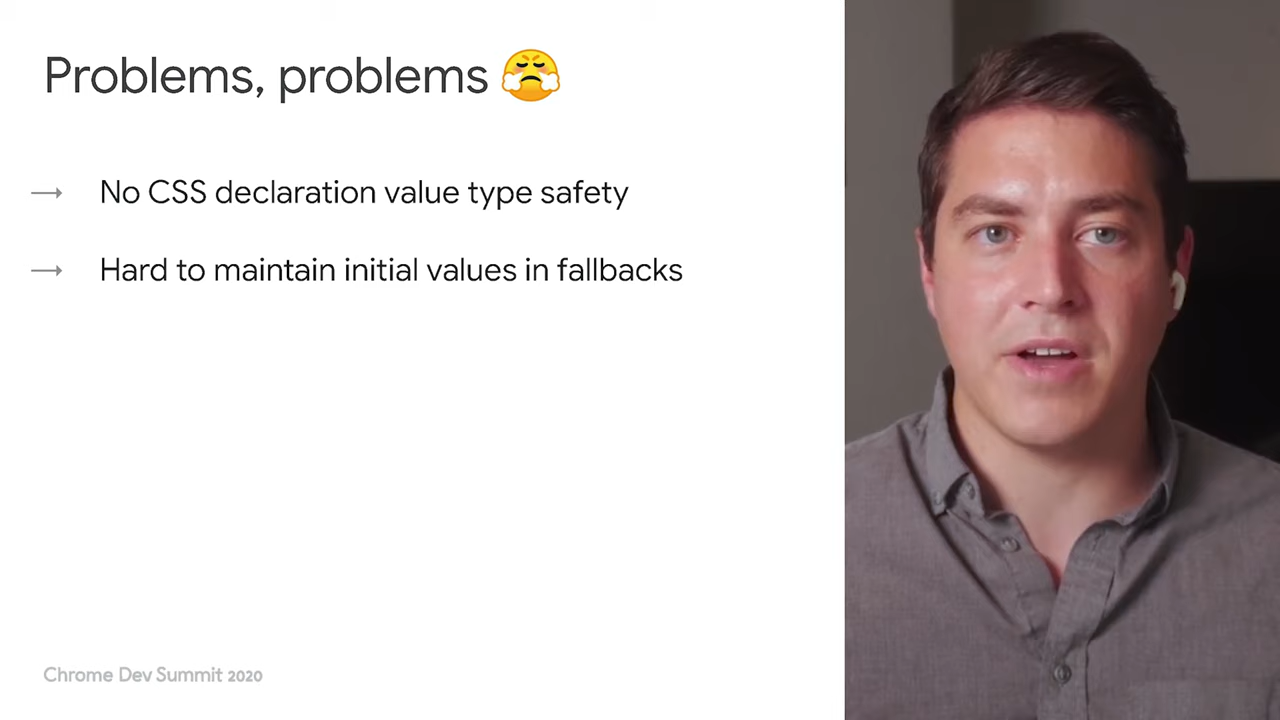 Problems, problems 😤
No CSS declaration value type safety
Hard to maintain initial values in fallbacks
Chrome Dev Summit 2020